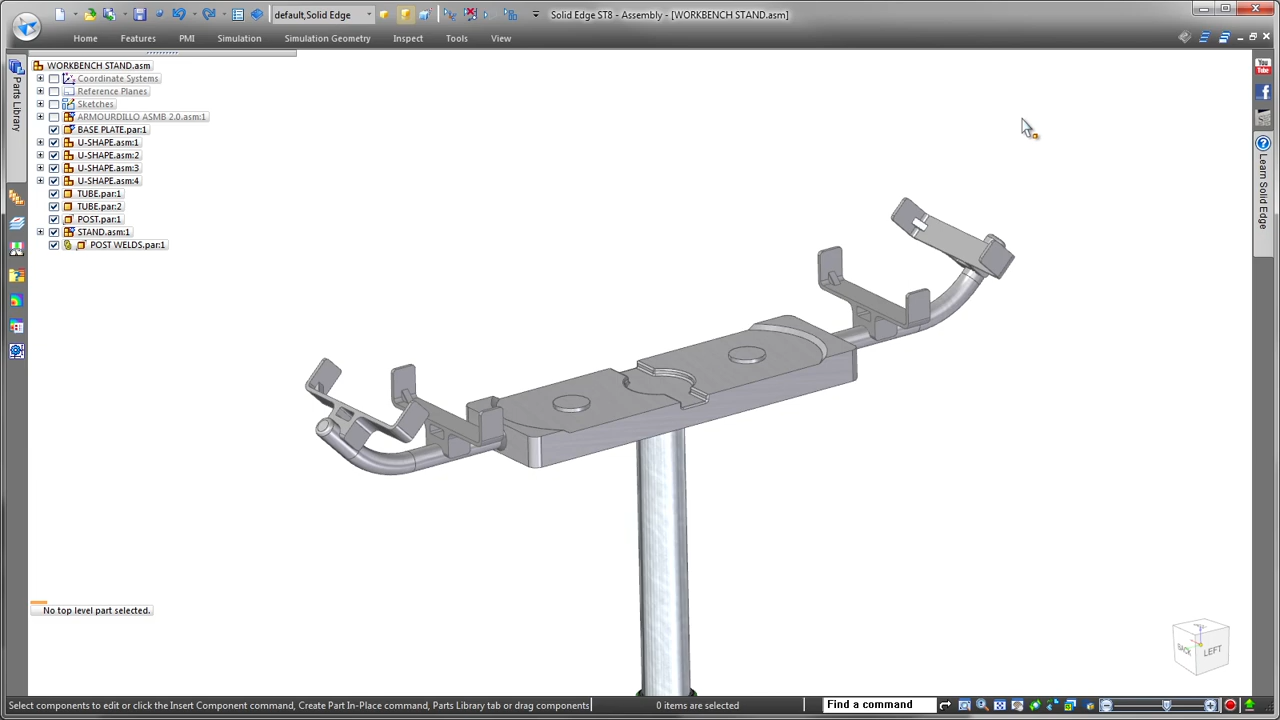 default,Solid Edge
Solid Edge ST8 - Assembly - [WORKBENCH STAND.asm]
Home Features PMI Simulation Simulation Geometry Inspect Tools View
Parts Library
WORKBENCH STAND.asm
Coordinate Systems
Reference Planes
Sketches
ARMOURDILLO ASMB 2.0.asm:1
BASE PLATE.par:1
U-SHAPE.asm:1
U-SHAPE.asm:2
U-SHAPE.asm:3
U-SHAPE.asm:4
TUBE.par:1
TUBE.par:2
POST.par:1
STAND.asm:1
POST WELDS.par:1
You
Tube
Learn Solid Edge
No top level part selected.
BACK
LEFT
Select components to edit or click the Insert Component command, Create Part In-Place command, Parts Library tab or drag components
0 items are selected
Find a command